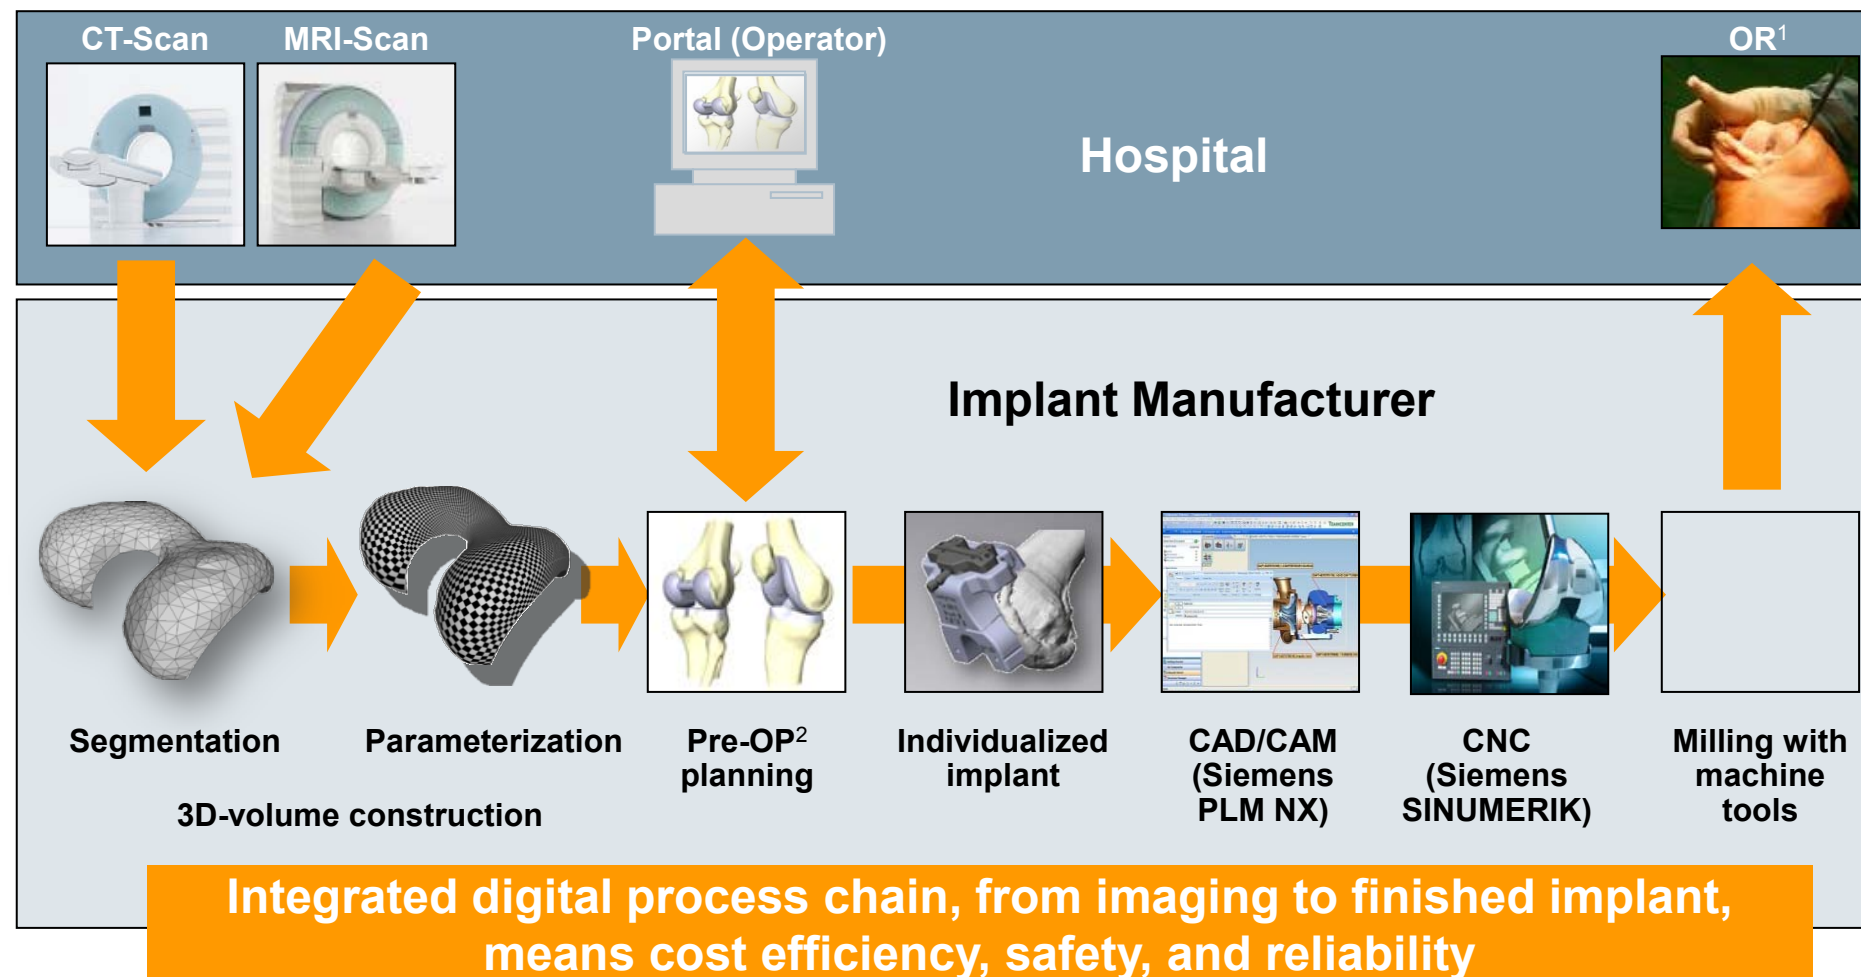 CT-Scan
MRI-Scan
Portal (Operator)
OR¹
Hospital
Implant Manufacturer
Segmentation
Parameterization
3D-volume construction
Pre-OP²
planning
Individualized
implant
CAD/CAM
(Siemens
PLM NX)
CNC
(Siemens
SINUMERIK)
Milling with
machine
tools
Integrated digital process chain, from imaging to finished implant,
means cost efficiency, safety, and reliability